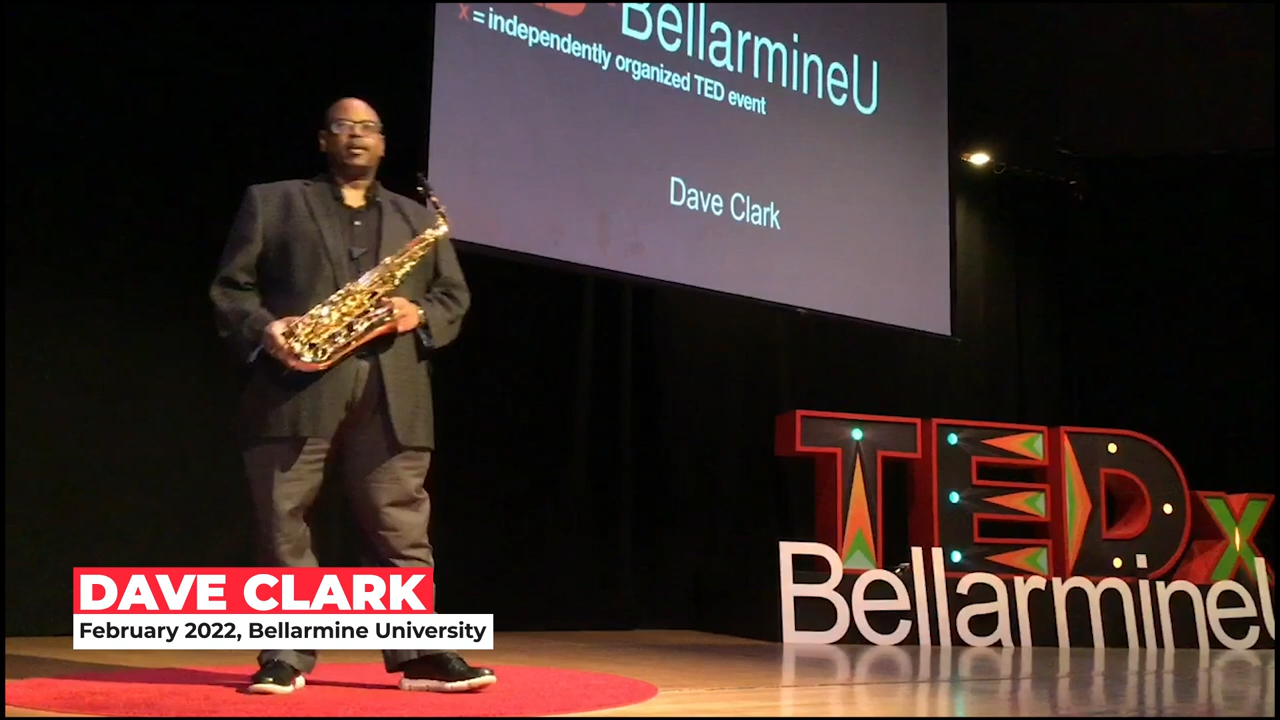 BellarmineU
x = independently organized TED event
Dave Clark
TEDx
BellarmineU
DAVE CLARK
February 2022, Bellarmine University